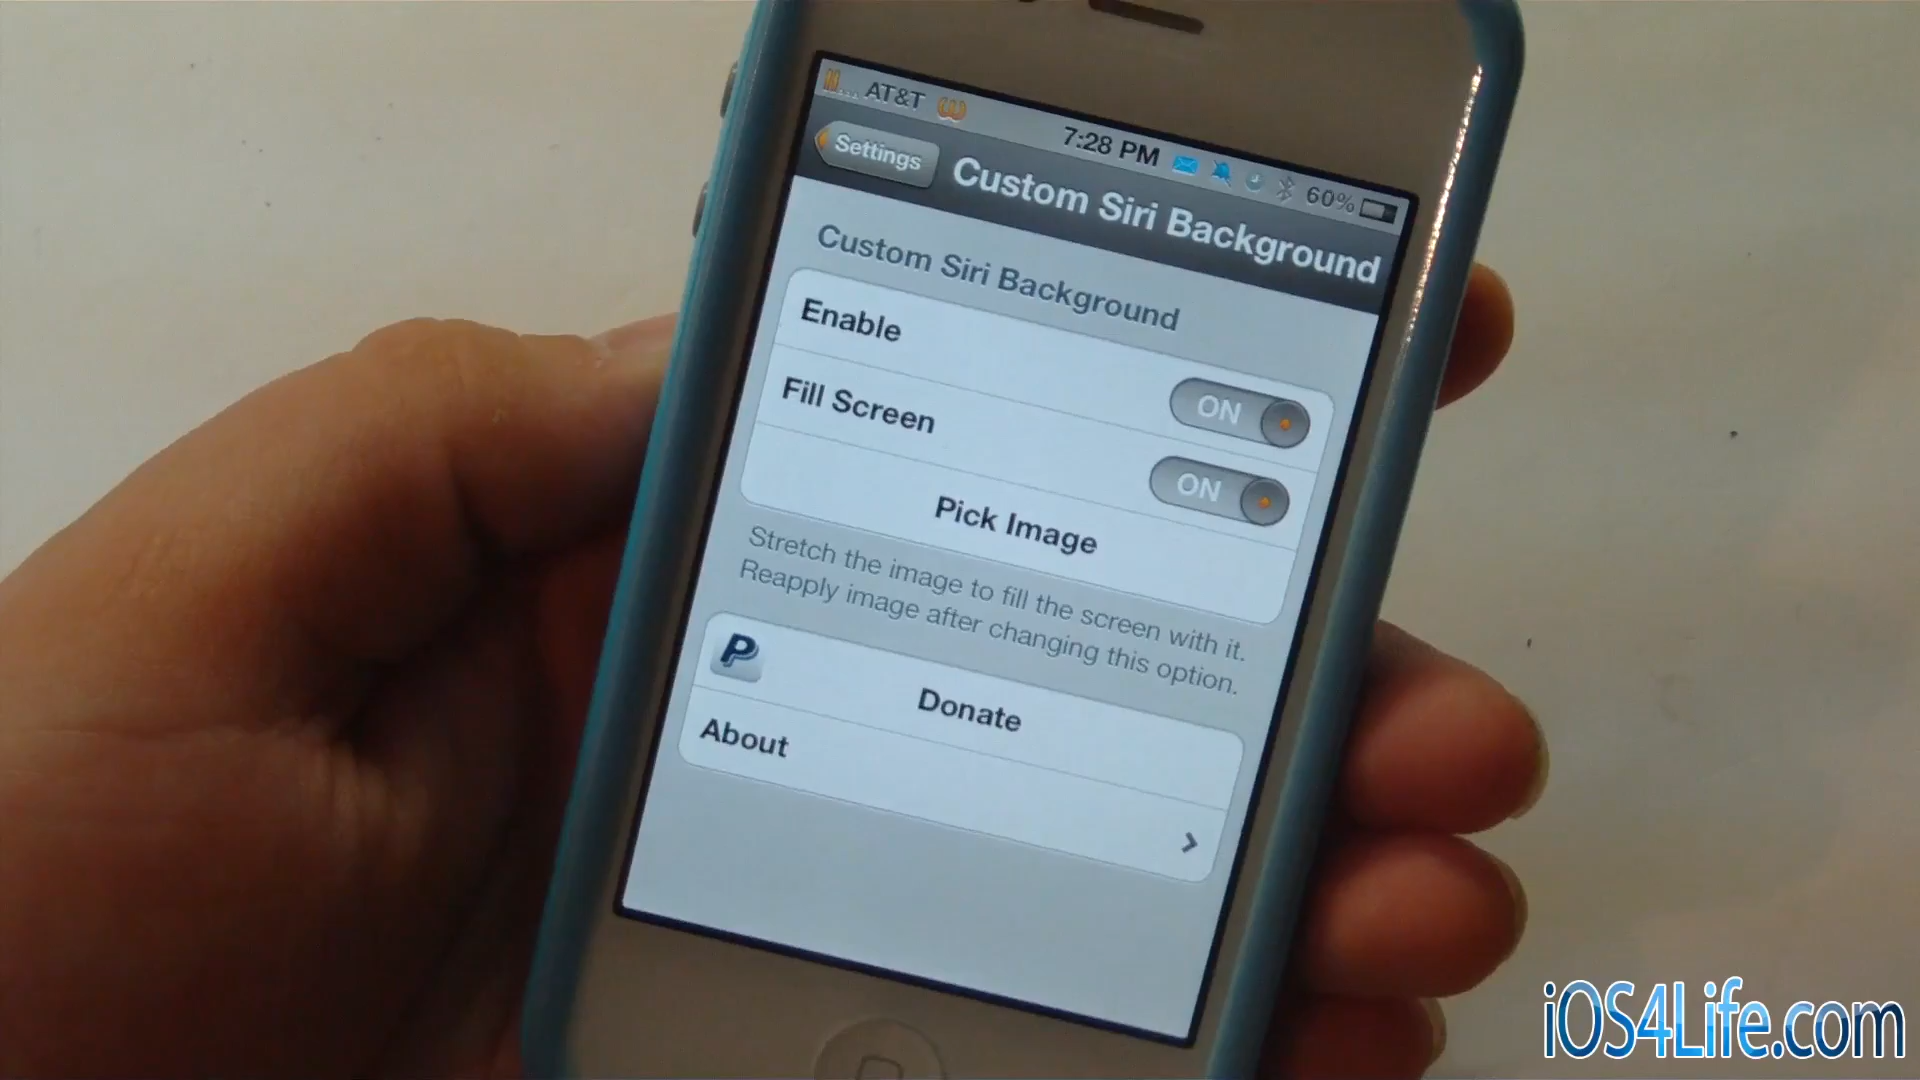 AT&T 7:28 PM 60%
Settings Custom Siri Background
Custom Siri Background
Enable ON
Fill Screen ON
Pick Image
Stretch the image to fill the screen with it.
Reapply image after changing this option.
P Donate
About
iOS4Life.com